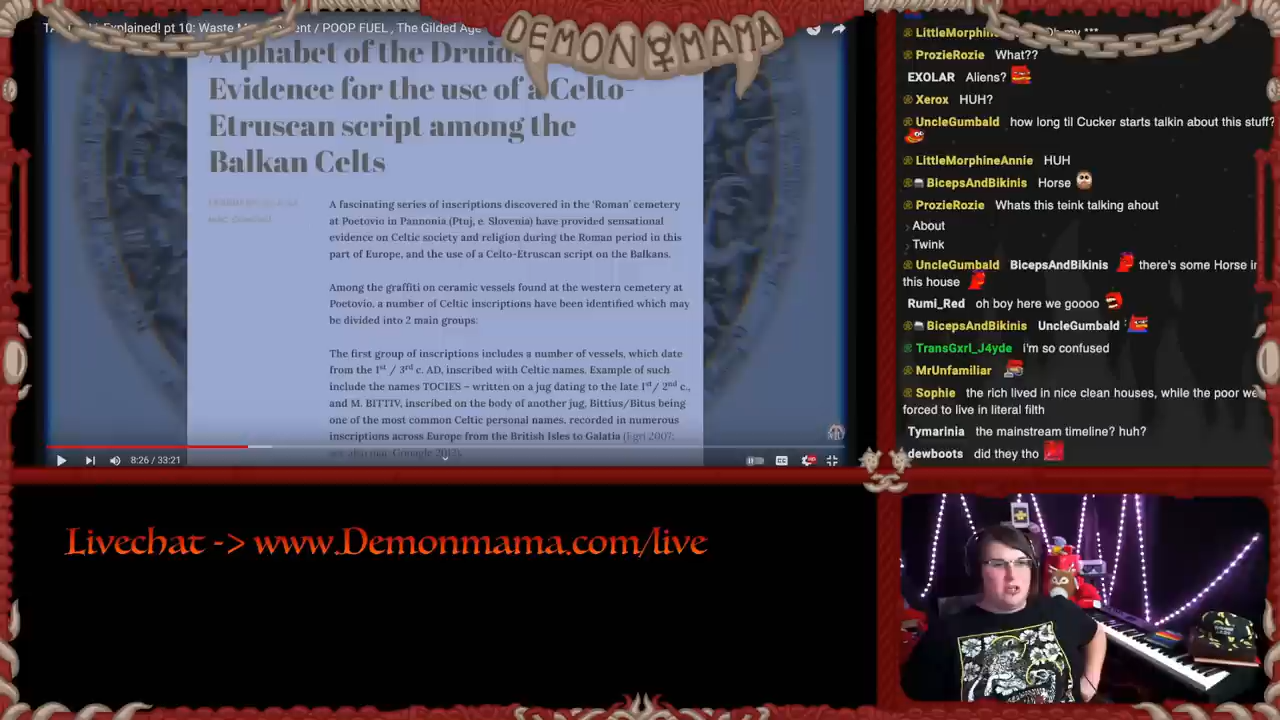 Explained! pt 10: Waste / POOP FUEL , The Gilded Age
DEMON MAMA
Alphabet of the Druids
Evidence for the use of a Celto-
Etruscan script among the
Balkan Celts
A fascinating series of inscriptions discovered in the 'Roman' cemetery
at Poetovio in Pannonia (Ptuj, e. Slovenia) have provided sensational
evidence on Celtic society and religion during the Roman period in this
part of Europe, and the use of a Celto-Etruscan script on the Balkans.
Among the graffiti on ceramic vessels found at the western cemetery at
Poetovio, a number of Celtic inscriptions have been identified which may
be divided into 2 main groups:
The first group of inscriptions includes a number of vessels, which date
from the 1st / 3rd c. AD, inscribed with Celtic names. Example of such
include the names TOCIES – written on a jug dating to the late 1st/ 2nd c.,
and M. BITTIV, inscribed on the body of another jug, Bittius/Bitus being
one of the most common Celtic personal names, recorded in numerous
inscriptions across Europe from the British Isles to Galatia (Egri 2007;
see also mac Congale 2012).
8:26 / 33:21
LittleMorphin my ***
ProzieRozie What??
EXOLAR Aliens?
Xerox HUH?
UncleGumbald how long til Cucker starts talkin about this stuff?
LittleMorphineAnnie HUH
BicepsAndBikinis Horse
ProzieRozie Whats this teink talking about
About
Twink
UncleGumbald BicepsAndBikinis there's some Horse in
this house
Rumi_Red oh boy here we goooo
BicepsAndBikinis UncleGumbald
TransGxrl_J4yde i'm so confused
MrUnfamiliar
Sophie the rich lived in nice clean houses, while the poor we
forced to live in literal filth
Tymarinia the mainstream timeline? huh?
dewboots did they tho
Livechat -> www.Demonmama.com/live